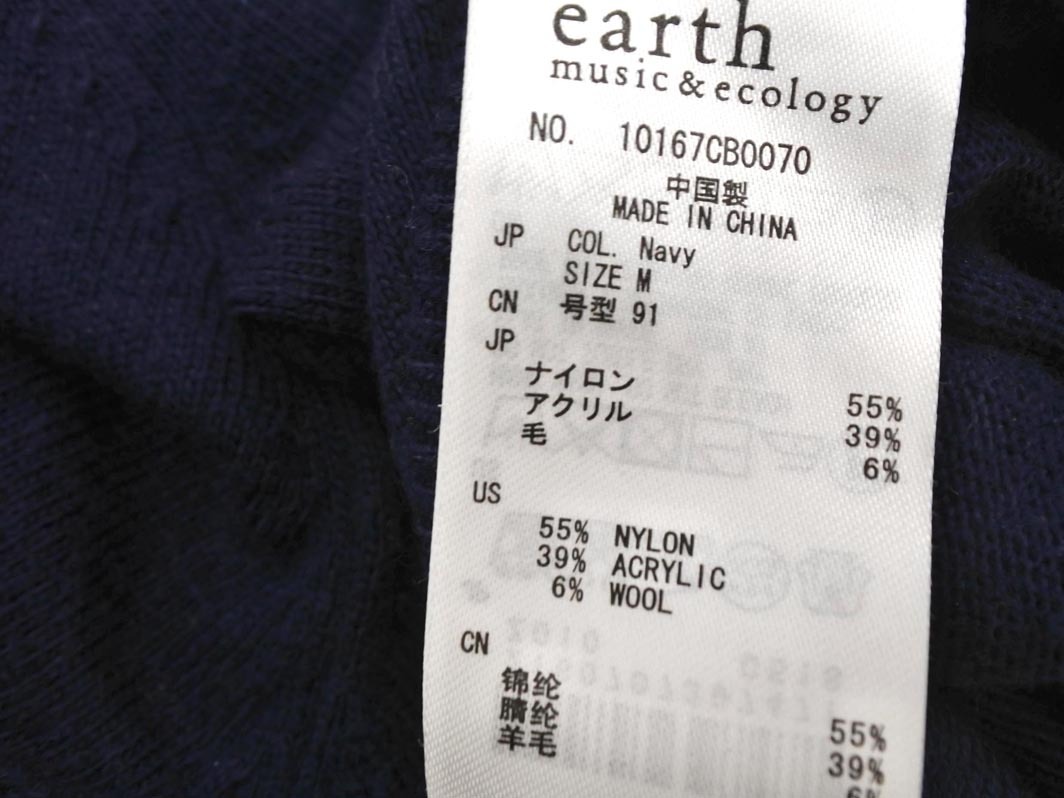 earth
music&ecology
NO. 10167CB0070
中国製
MADE IN CHINA
JP COL. Navy
SIZE M
CN 号型 91
JP
ナイロン 55%
アクリル 39%
毛 6%
US
55% NYLON
39% ACRYLIC
6% WOOL
CN
锦纶 55%
腈纶 39%
羊毛 6%